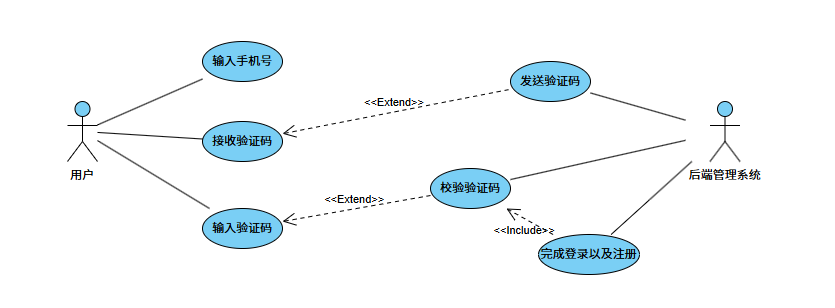 输入手机号
发送验证码
<<Extend>>
接收验证码
用户
后端管理系统
校验验证码
<<Extend>>
输入验证码
<<Include>>
完成登录以及注册